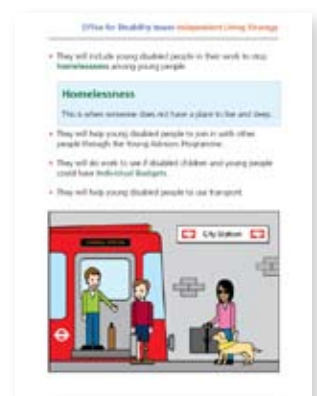 Office for Disability Issues Independent Living Strategy
• They will include young disabled people in their work to stop
homelessness among young people.
Homelessness
This is when someone does not have a place to live and sleep.
• They will help young disabled people to join in with other
people through the Young Advisors Programme.
• They will do work to see if disabled children and young people
could have Individual Budgets.
• They will help young disabled people to use transport.
City Station